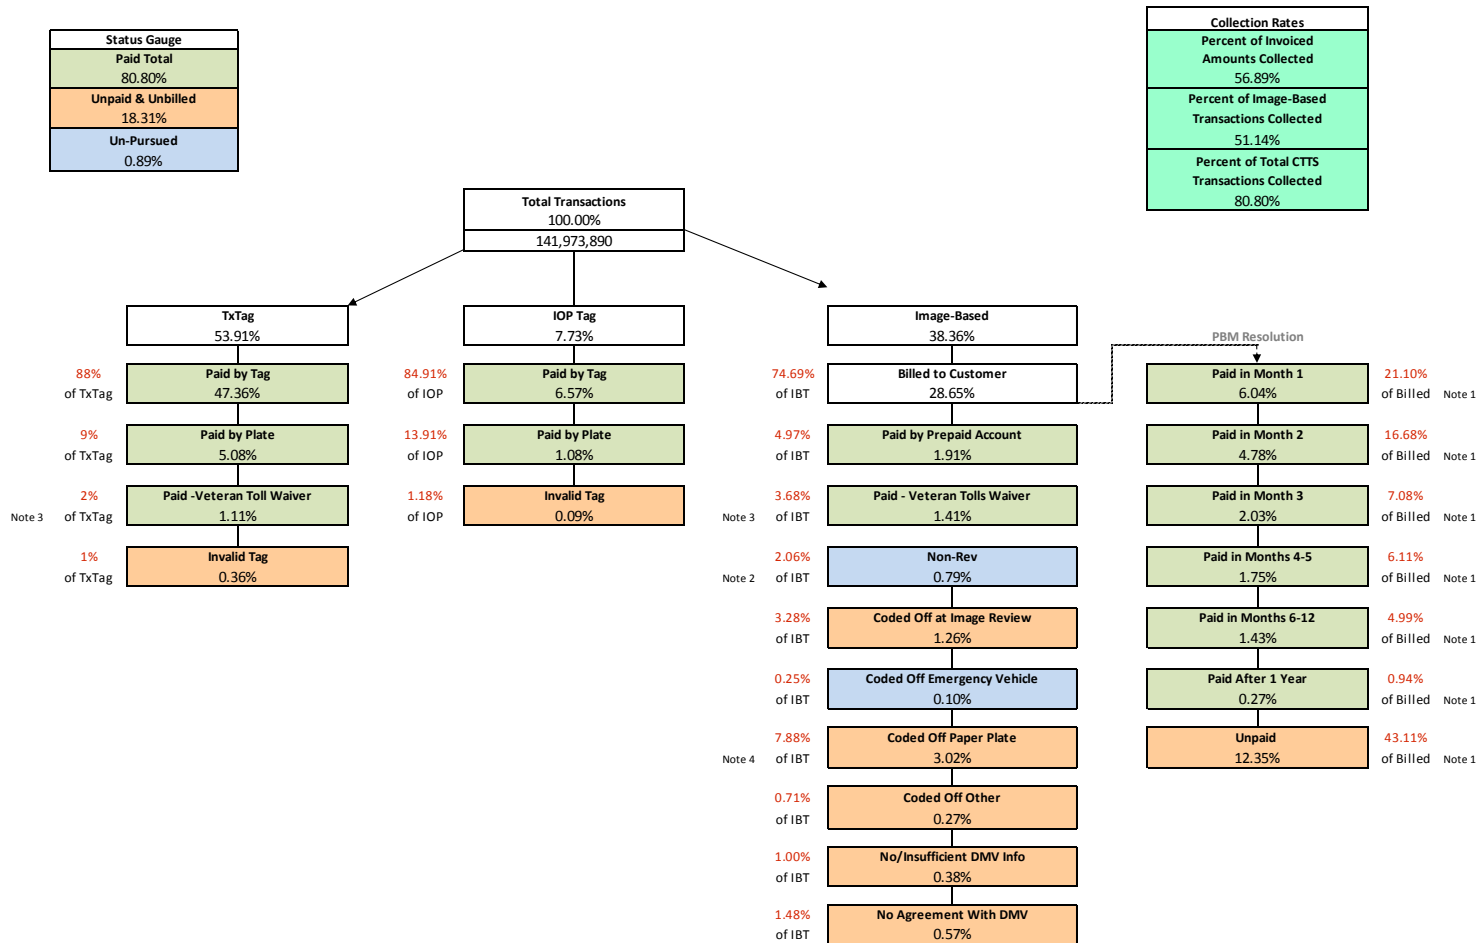 Status Gauge
Paid Total
80.80%
Unpaid & Unbilled
18.31%
Un-Pursued
0.89%
Collection Rates
Percent of Invoiced
Amounts Collected
56.89%
Percent of Image-Based
Transactions Collected
51.14%
Percent of Total CTTS
Transactions Collected
80.80%
Total Transactions
100.00%
141,973,890
TxTag
53.91%
88%
of TxTag
Paid by Tag
47.36%
9%
of TxTag
Paid by Plate
5.08%
Note 3
2%
of TxTag
Paid -Veteran Toll Waiver
1.11%
1%
of TxTag
Invalid Tag
0.36%
IOP Tag
7.73%
84.91%
of IOP
Paid by Tag
6.57%
13.91%
of IOP
Paid by Plate
1.08%
1.18%
of IOP
Invalid Tag
0.09%
Image-Based
38.36%
74.69%
of IBT
Billed to Customer
28.65%
4.97%
of IBT
Paid by Prepaid Account
1.91%
Note 3
3.68%
of IBT
Paid - Veteran Tolls Waiver
1.41%
Note 2
2.06%
of IBT
Non-Rev
0.79%
3.28%
of IBT
Coded Off at Image Review
1.26%
0.25%
of IBT
Coded Off Emergency Vehicle
0.10%
Note 4
7.88%
of IBT
Coded Off Paper Plate
3.02%
0.71%
of IBT
Coded Off Other
0.27%
1.00%
of IBT
No/Insufficient DMV Info
0.38%
1.48%
of IBT
No Agreement With DMV
0.57%
PBM Resolution
Paid in Month 1
6.04%
21.10%
of Billed Note 1
Paid in Month 2
4.78%
16.68%
of Billed Note 1
Paid in Month 3
2.03%
7.08%
of Billed Note 1
Paid in Months 4-5
1.75%
6.11%
of Billed Note 1
Paid in Months 6-12
1.43%
4.99%
of Billed Note 1
Paid After 1 Year
0.27%
0.94%
of Billed Note 1
Unpaid
12.35%
43.11%
of Billed Note 1